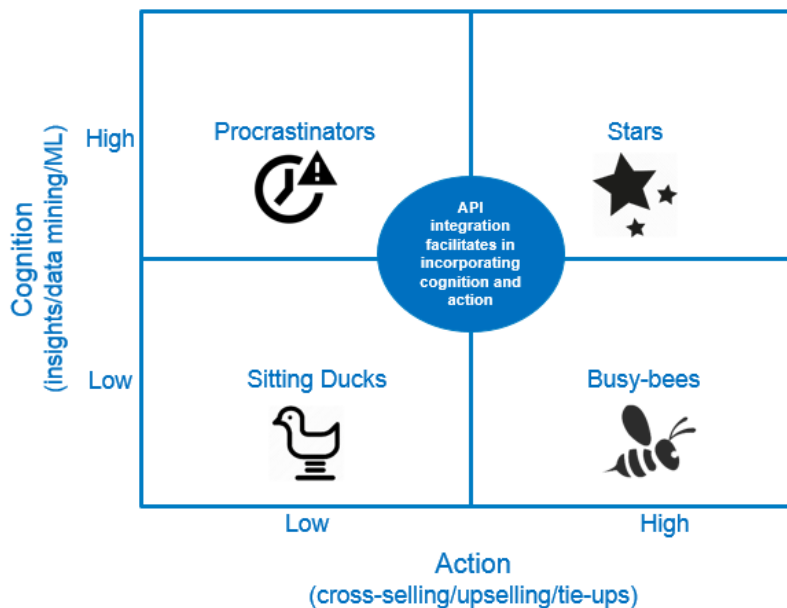 Cognition
(insights/data mining/ML)
High
Procrastinators
Stars
API
integration
facilitates in
incorporating
cognition and
action
Low
Sitting Ducks
Busy-bees
Low
High
Action
(cross-selling/upselling/tie-ups)